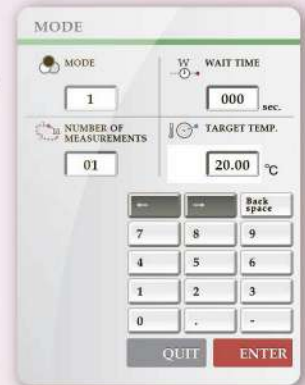 MODE
MODE
1
W WAIT TIME
000 sec.
NUMBER OF
MEASUREMENTS
01
TARGET TEMP.
20.00 °C
← → Back
space
7 8 9
4 5 6
1 2 3
0 . -
QUIT ENTER